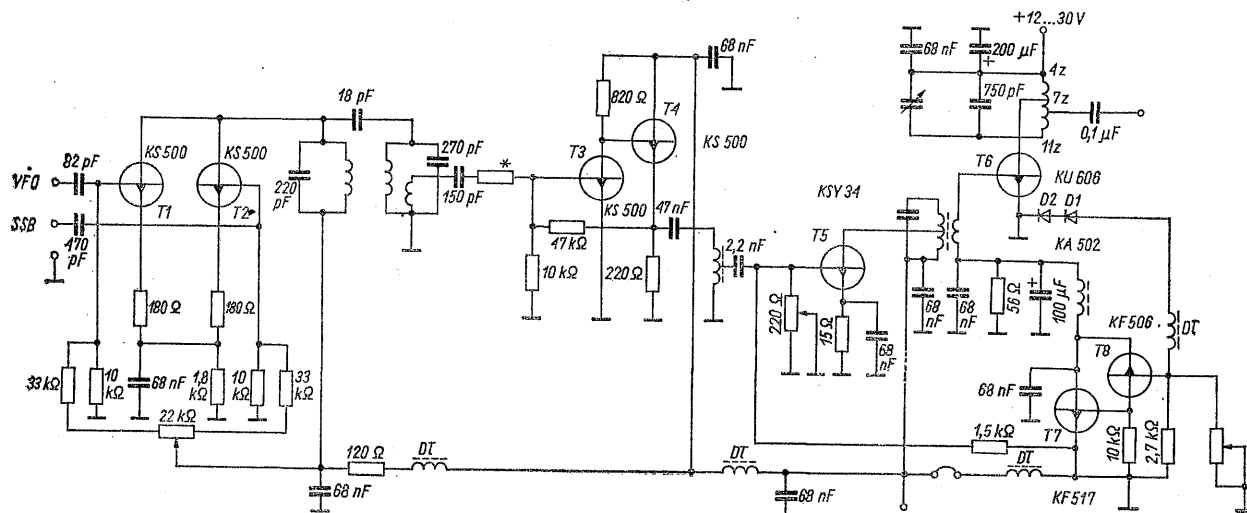 +12...30V
68 nF
200 µF
+
4z
68 nF
750 pF
7z
0,1 µF
11z
18 pF
820 Ω
T4
KS 500
KS 500
KS 500
82 pF
VFO
T1
T2
220 pF
270 pF
150 pF
*
T3
KS 500
KSY 34
T6
KU 606
D2 D1
KA 502
SSB
470 pF
47 nF
2,2 nF
T5
47 kΩ
10 kΩ
220 Ω
220 Ω
15 Ω
68 nF
68 nF
68 nF
56 Ω
+
100 µF
KF 506
DT
T8
180 Ω
180 Ω
33 kΩ
10 kΩ
68 nF
1,8 kΩ
10 kΩ
33 kΩ
22 kΩ
68 nF
T7
1,5 kΩ
10 kΩ
2,7 kΩ
120 Ω
DT
DT
DT
68 nF
68 nF
KF 517